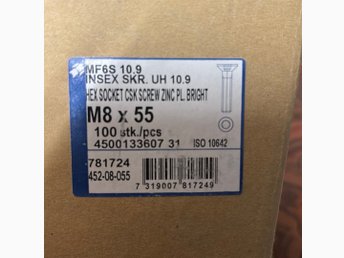 MF6S 10.9
INSEX SKR. UH 10.9
HEX SOCKET CSK SCREW ZINC PL. BRIGHT
M8 x 55
100 stk./pcs
4500133607 31 ISO 10642
781724
452-08-055
7 319007 817249